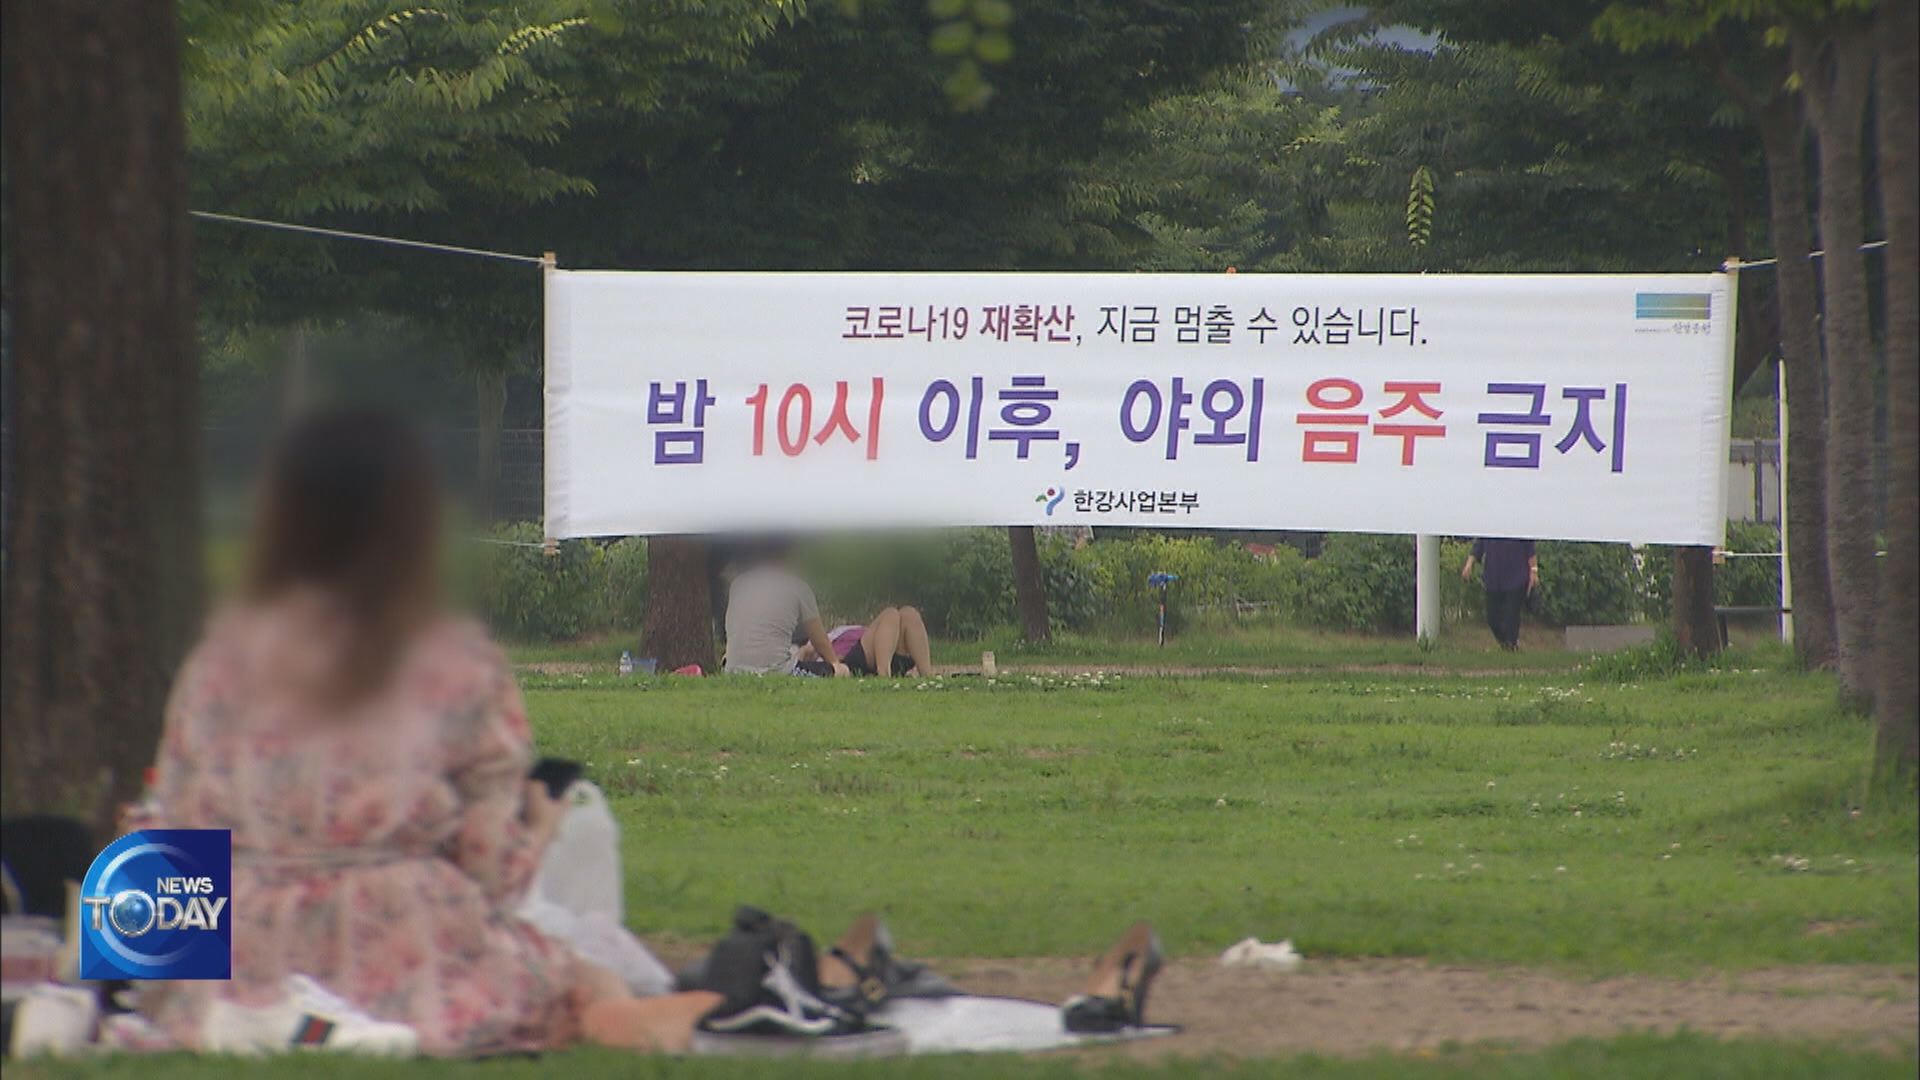 코로나19 재확산, 지금 멈출 수 있습니다.
밤 10시 이후, 야외 음주 금지
한강사업본부
NEWS
TODAY